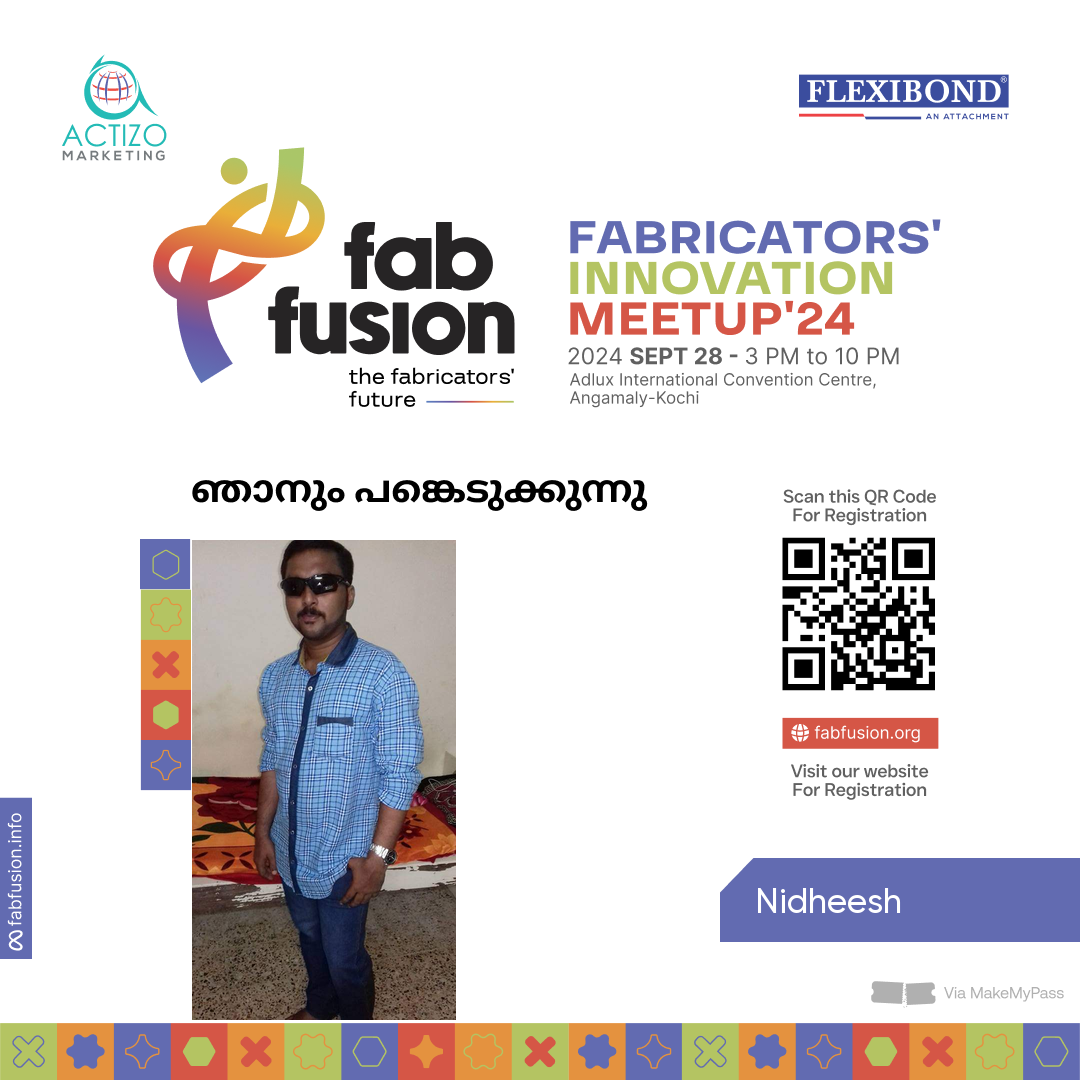 ACTIZO
MARKETING
FLEXIBOND®
AN ATTACHMENT
fab
fusion
the fabricators'
future
FABRICATORS'
INNOVATION
MEETUP'24
2024 SEPT 28 - 3 PM to 10 PM
Adlux International Convention Centre,
Angamaly-Kochi
ഞാനും പങ്കെടുക്കുന്നു
Scan this QR Code
For Registration
fabfusion.org
Visit our website
For Registration
fabfusion.info
Nidheesh
Via MakeMyPass